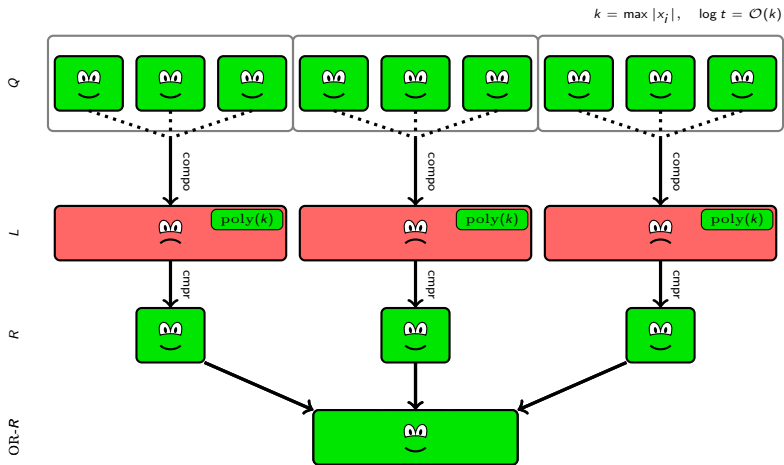 k = max |x_i|, log t = 𝒪(k)
Q
compo compo compo
L
poly(k) poly(k) poly(k)
cmpr cmpr cmpr
R
OR-R